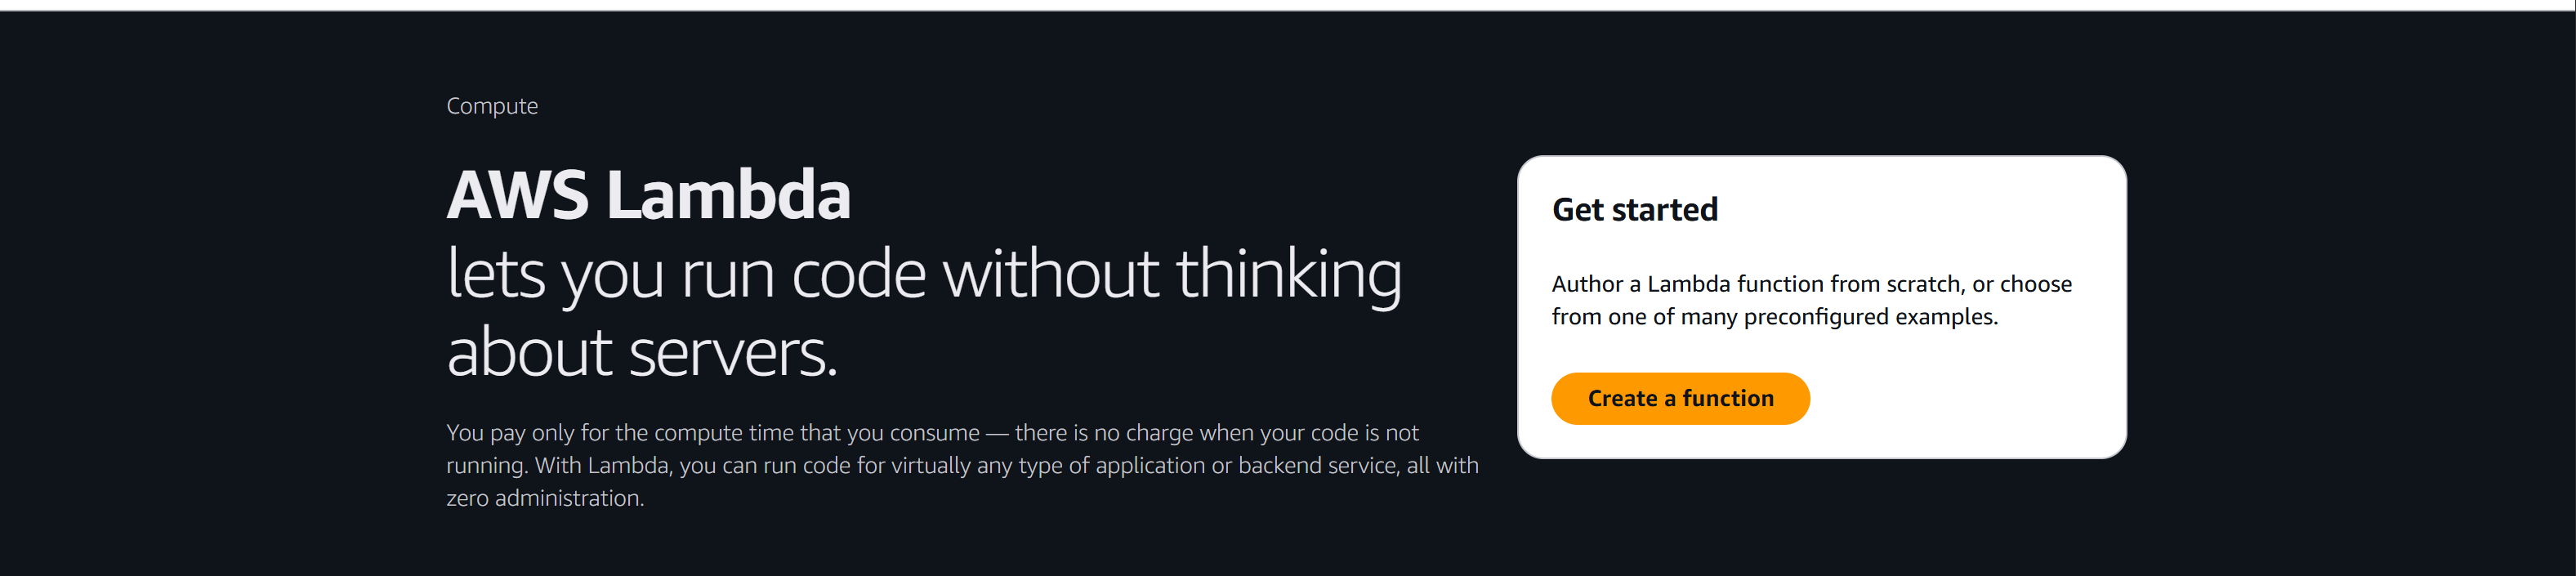 Compute
AWS Lambda
lets you run code without thinking
about servers.
You pay only for the compute time that you consume — there is no charge when your code is not
running. With Lambda, you can run code for virtually any type of application or backend service, all with
zero administration.
Get started
Author a Lambda function from scratch, or choose
from one of many preconfigured examples.
Create a function